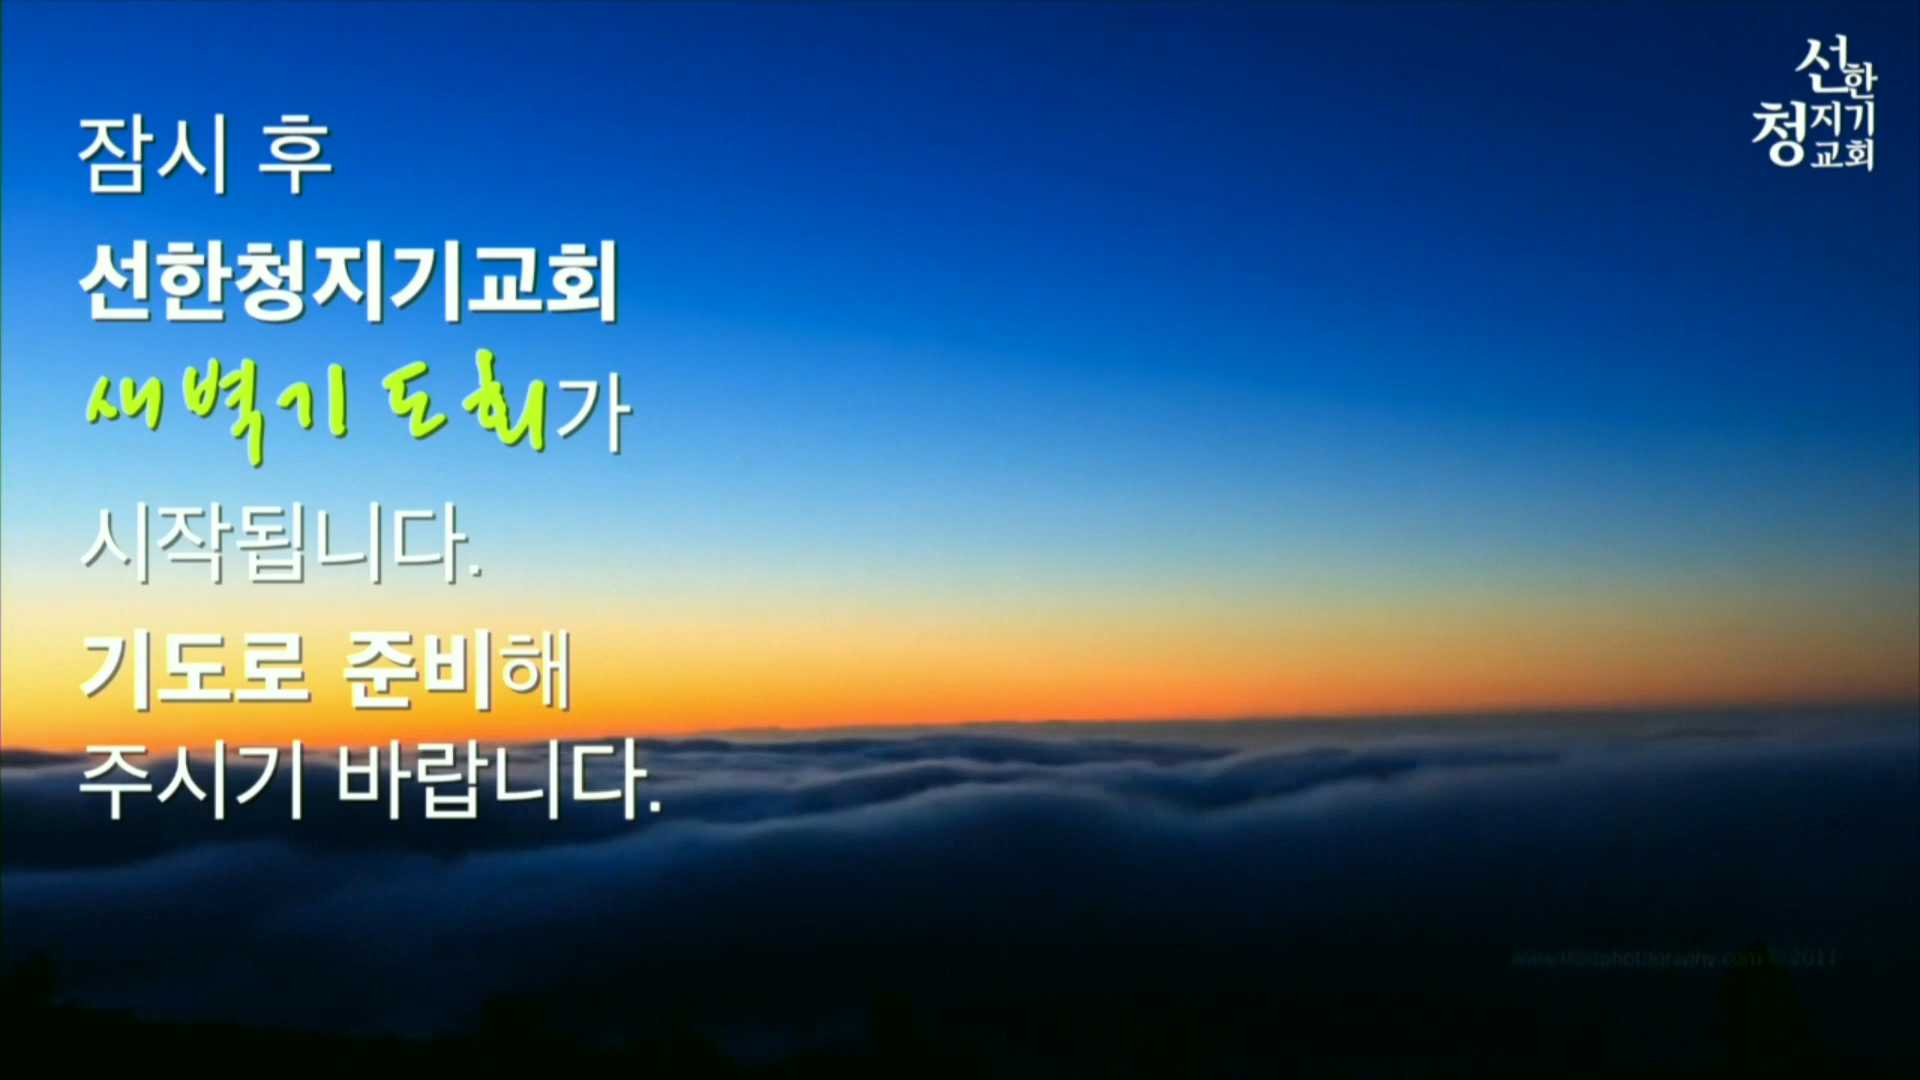 잠시 후
선한청지기교회
새벽기도회가
시작됩니다.
기도로 준비해
주시기 바랍니다.
선한
청지기
교회